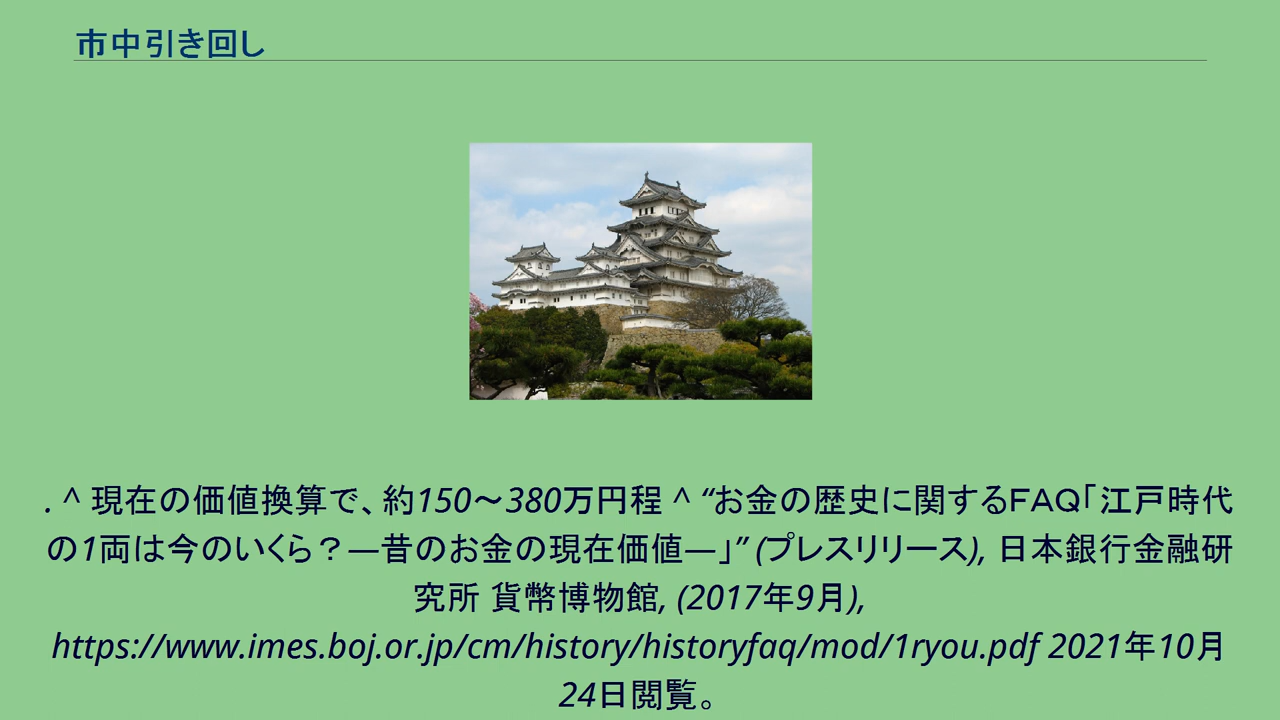 市中引き回し
. ^ 現在の価値換算で、約150〜380万円程 ^ “お金の歴史に関するFAQ「江戸時代
の1両は今のいくら？―昔のお金の現在価値―」” (プレスリリース), 日本銀行金融研
究所 貨幣博物館, (2017年9月),
https://www.imes.boj.or.jp/cm/history/historyfaq/mod/1ryou.pdf 2021年10月
24日閲覧。